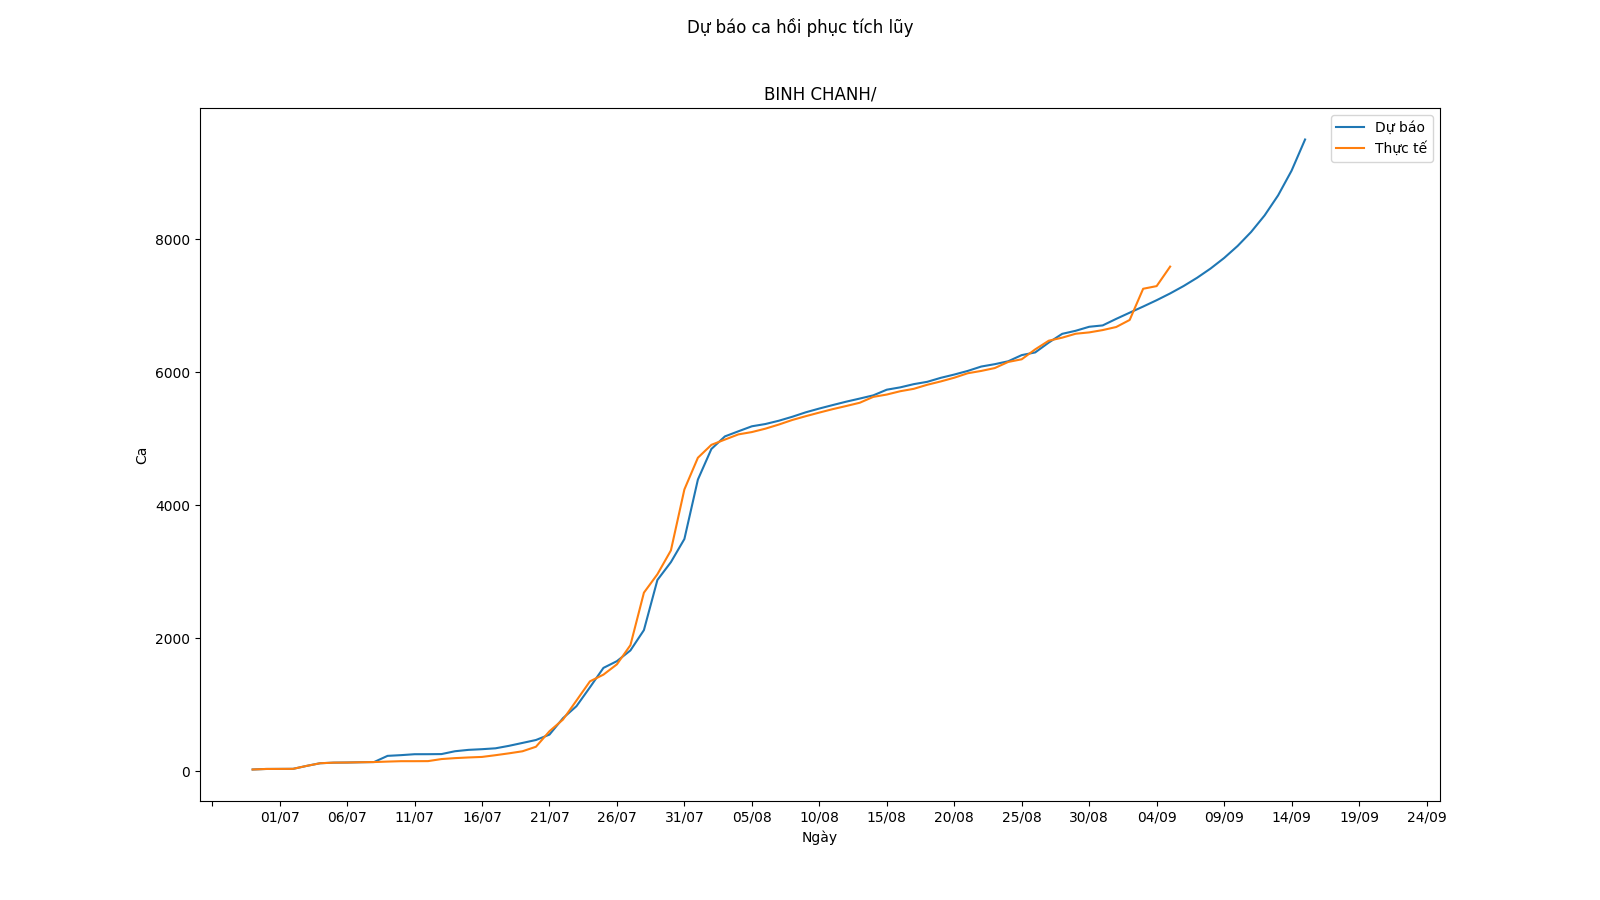 Dự báo ca hồi phục tích lũy
BINH CHANH/
Dự báo
Thực tế
8000
6000
4000
2000
0
Ca
01/07 06/07 11/07 16/07 21/07 26/07 31/07 05/08 10/08 15/08 20/08 25/08 30/08 04/09 09/09 14/09 19/09 24/09
Ngày